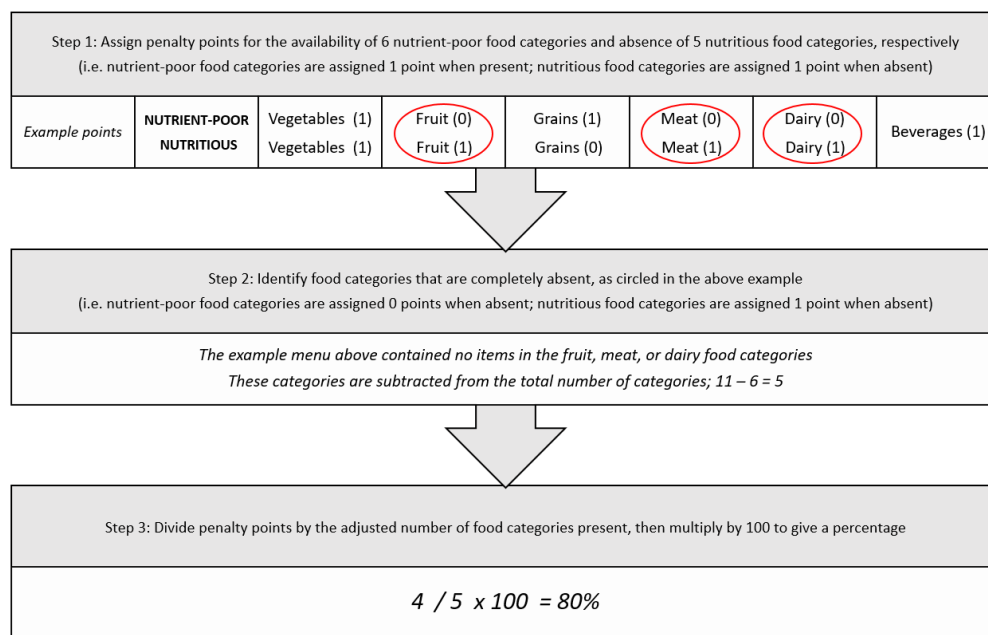 Step 1: Assign penalty points for the availability of 6 nutrient-poor food categories and absence of 5 nutritious food categories, respectively
(i.e. nutrient-poor food categories are assigned 1 point when present; nutritious food categories are assigned 1 point when absent)
Example points
NUTRIENT-POOR
NUTRITIOUS
Vegetables (1)
Vegetables (1)
Fruit (0)
Fruit (1)
Grains (1)
Grains (0)
Meat (0)
Meat (1)
Dairy (0)
Dairy (1)
Beverages (1)
Step 2: Identify food categories that are completely absent, as circled in the above example
(i.e. nutrient-poor food categories are assigned 0 points when absent; nutritious food categories are assigned 1 point when absent)
The example menu above contained no items in the fruit, meat, or dairy food categories
These categories are subtracted from the total number of categories; 11 – 6 = 5
Step 3: Divide penalty points by the adjusted number of food categories present, then multiply by 100 to give a percentage
4 / 5 x 100 = 80%